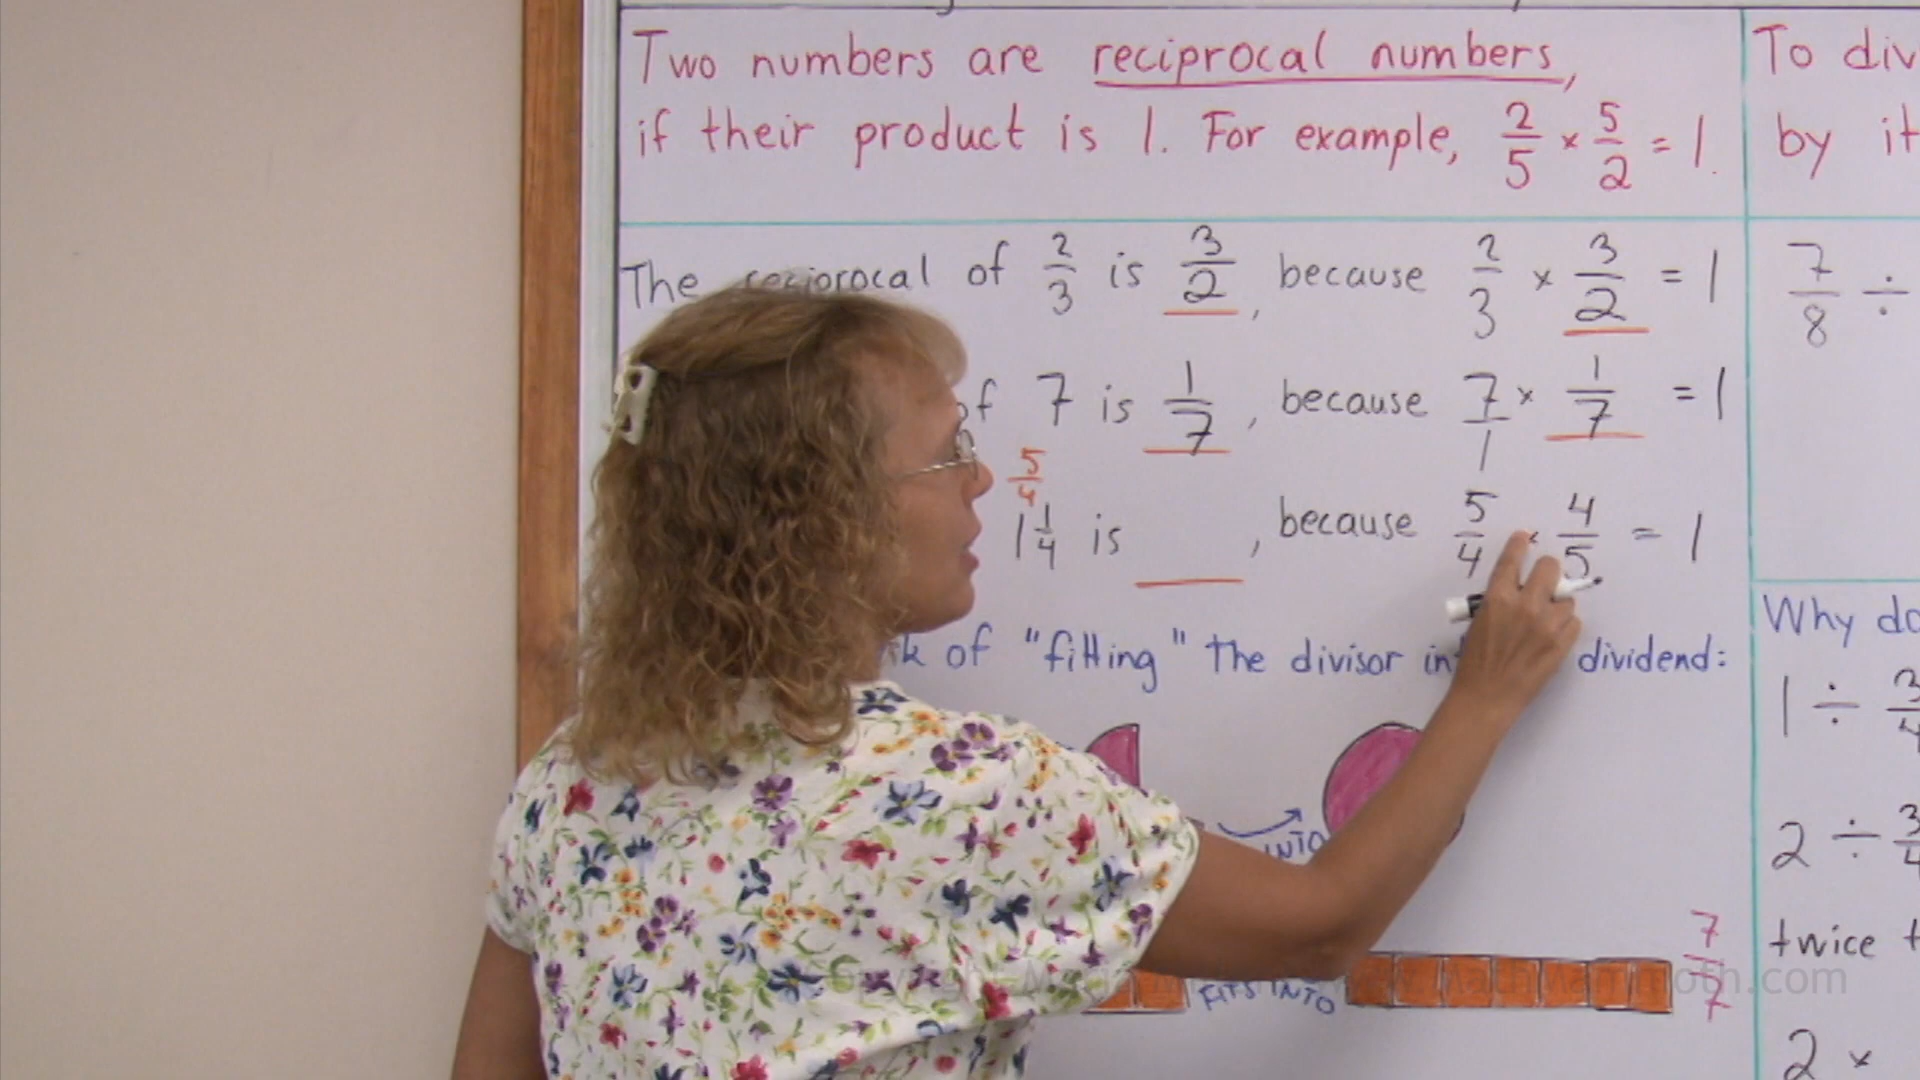 Two numbers are reciprocal numbers,
if their product is 1. For example, 2/5 × 5/2 = 1.
The reciprocal of 2/3 is 3/2, because 2/3 × 3/2 = 1
of 7 is 1/7, because 7/1 × 1/7 = 1
5/4
1 1/4 is , because 5/4 × 4/5 = 1
of "fitting" the divisor dividend:
INTO
FITS INTO
7/7
To div
by it
7/8 ÷
Why do
1 ÷ 3/4
2 ÷ 3/4
twice t
2 ×